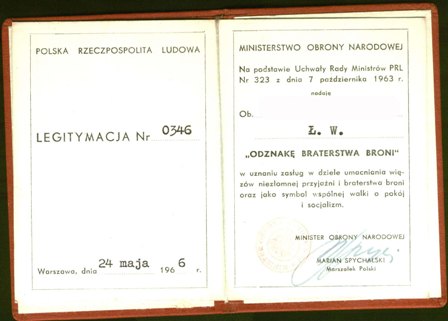 POLSKA RZECZPOSPOLITA LUDOWA
LEGITYMACJA Nr 0346
Warszawa, dnia 24 maja 1966 r.
MINISTERSTWO OBRONY NARODOWEJ
Na podstawie Uchwały Rady Ministrów PRL
Nr 323 z dnia 7 października 1963 r.
nadaję
Ob.
Ł. W.
„ODZNAKĘ BRATERSTWA BRONI"
w uznaniu zasług w dziele umocniania wię-
zów niezłomnej przyjaźni i braterstwa broni
oraz jako symbol wspólnej walki o pokój
i socjalizm.
MINISTER OBRONY NARODOWEJ
MARIAN SPYCHALSKI
Marszałek Polski